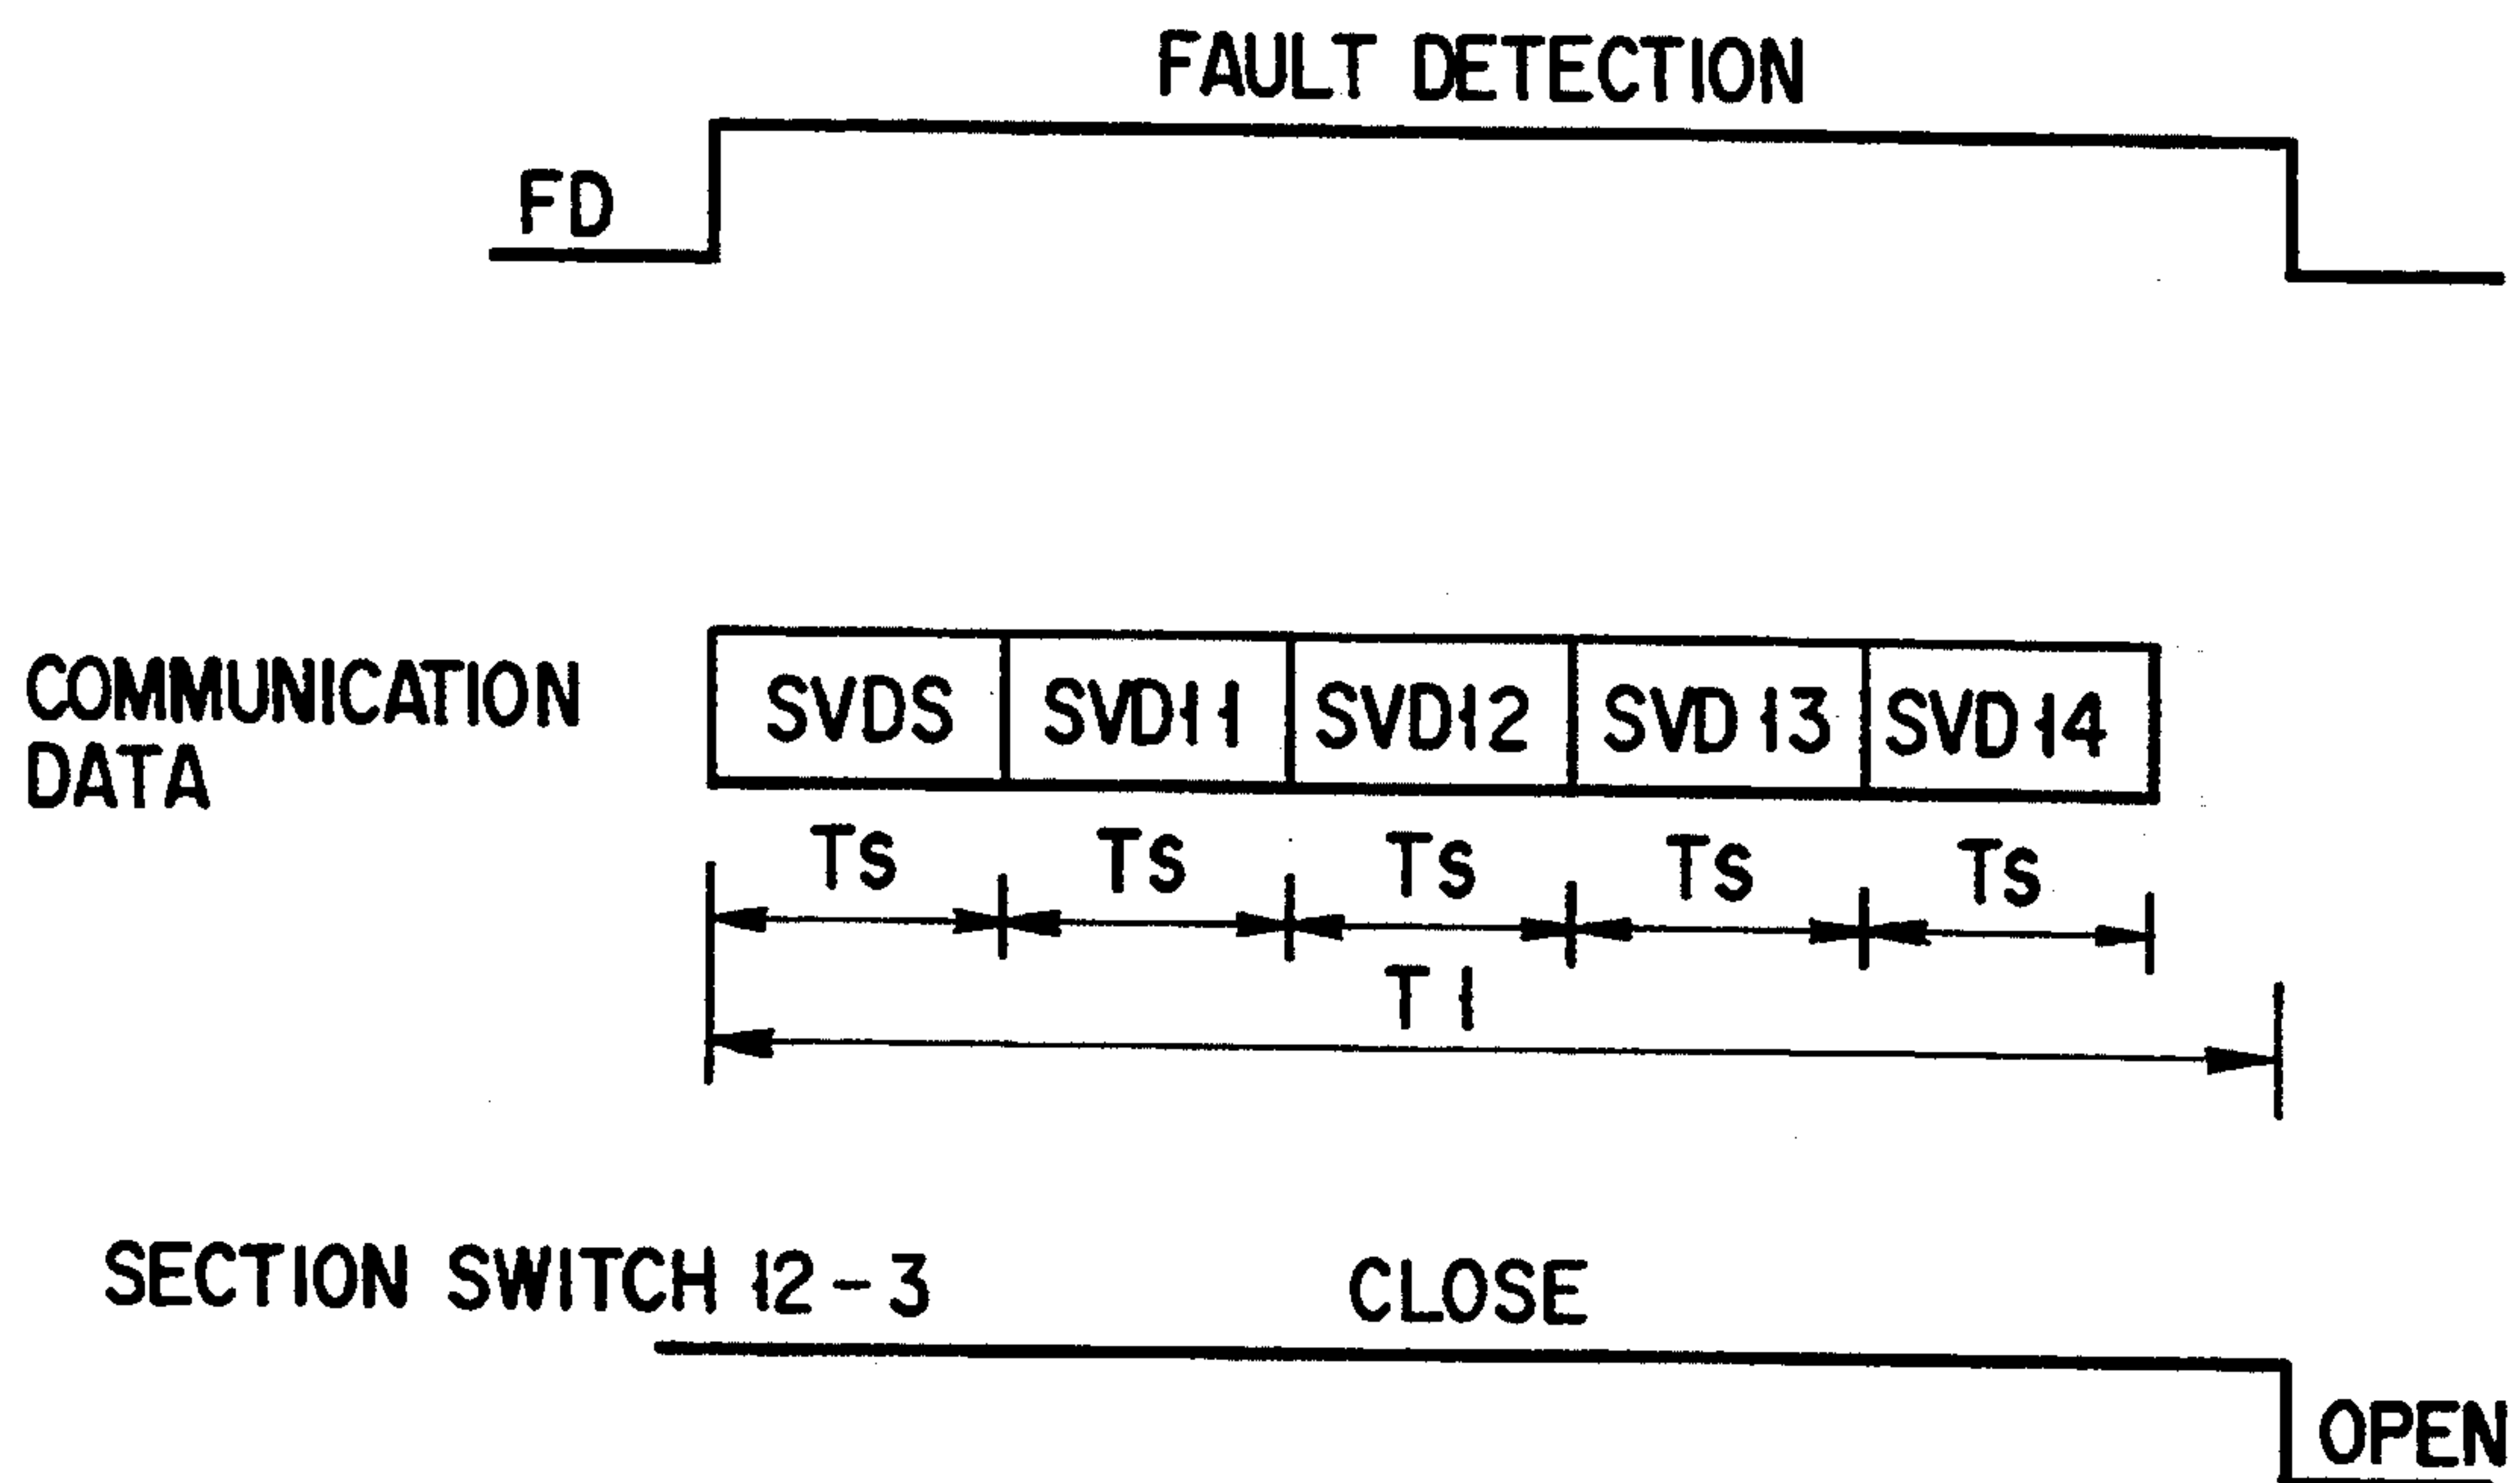 FAULT DETECTION
FD
COMMUNICATION
DATA
SVDS SVD11 SVD12 SVD13 SVD14
TS TS TS TS TS
T1
SECTION SWITCH 12-3
CLOSE
OPEN